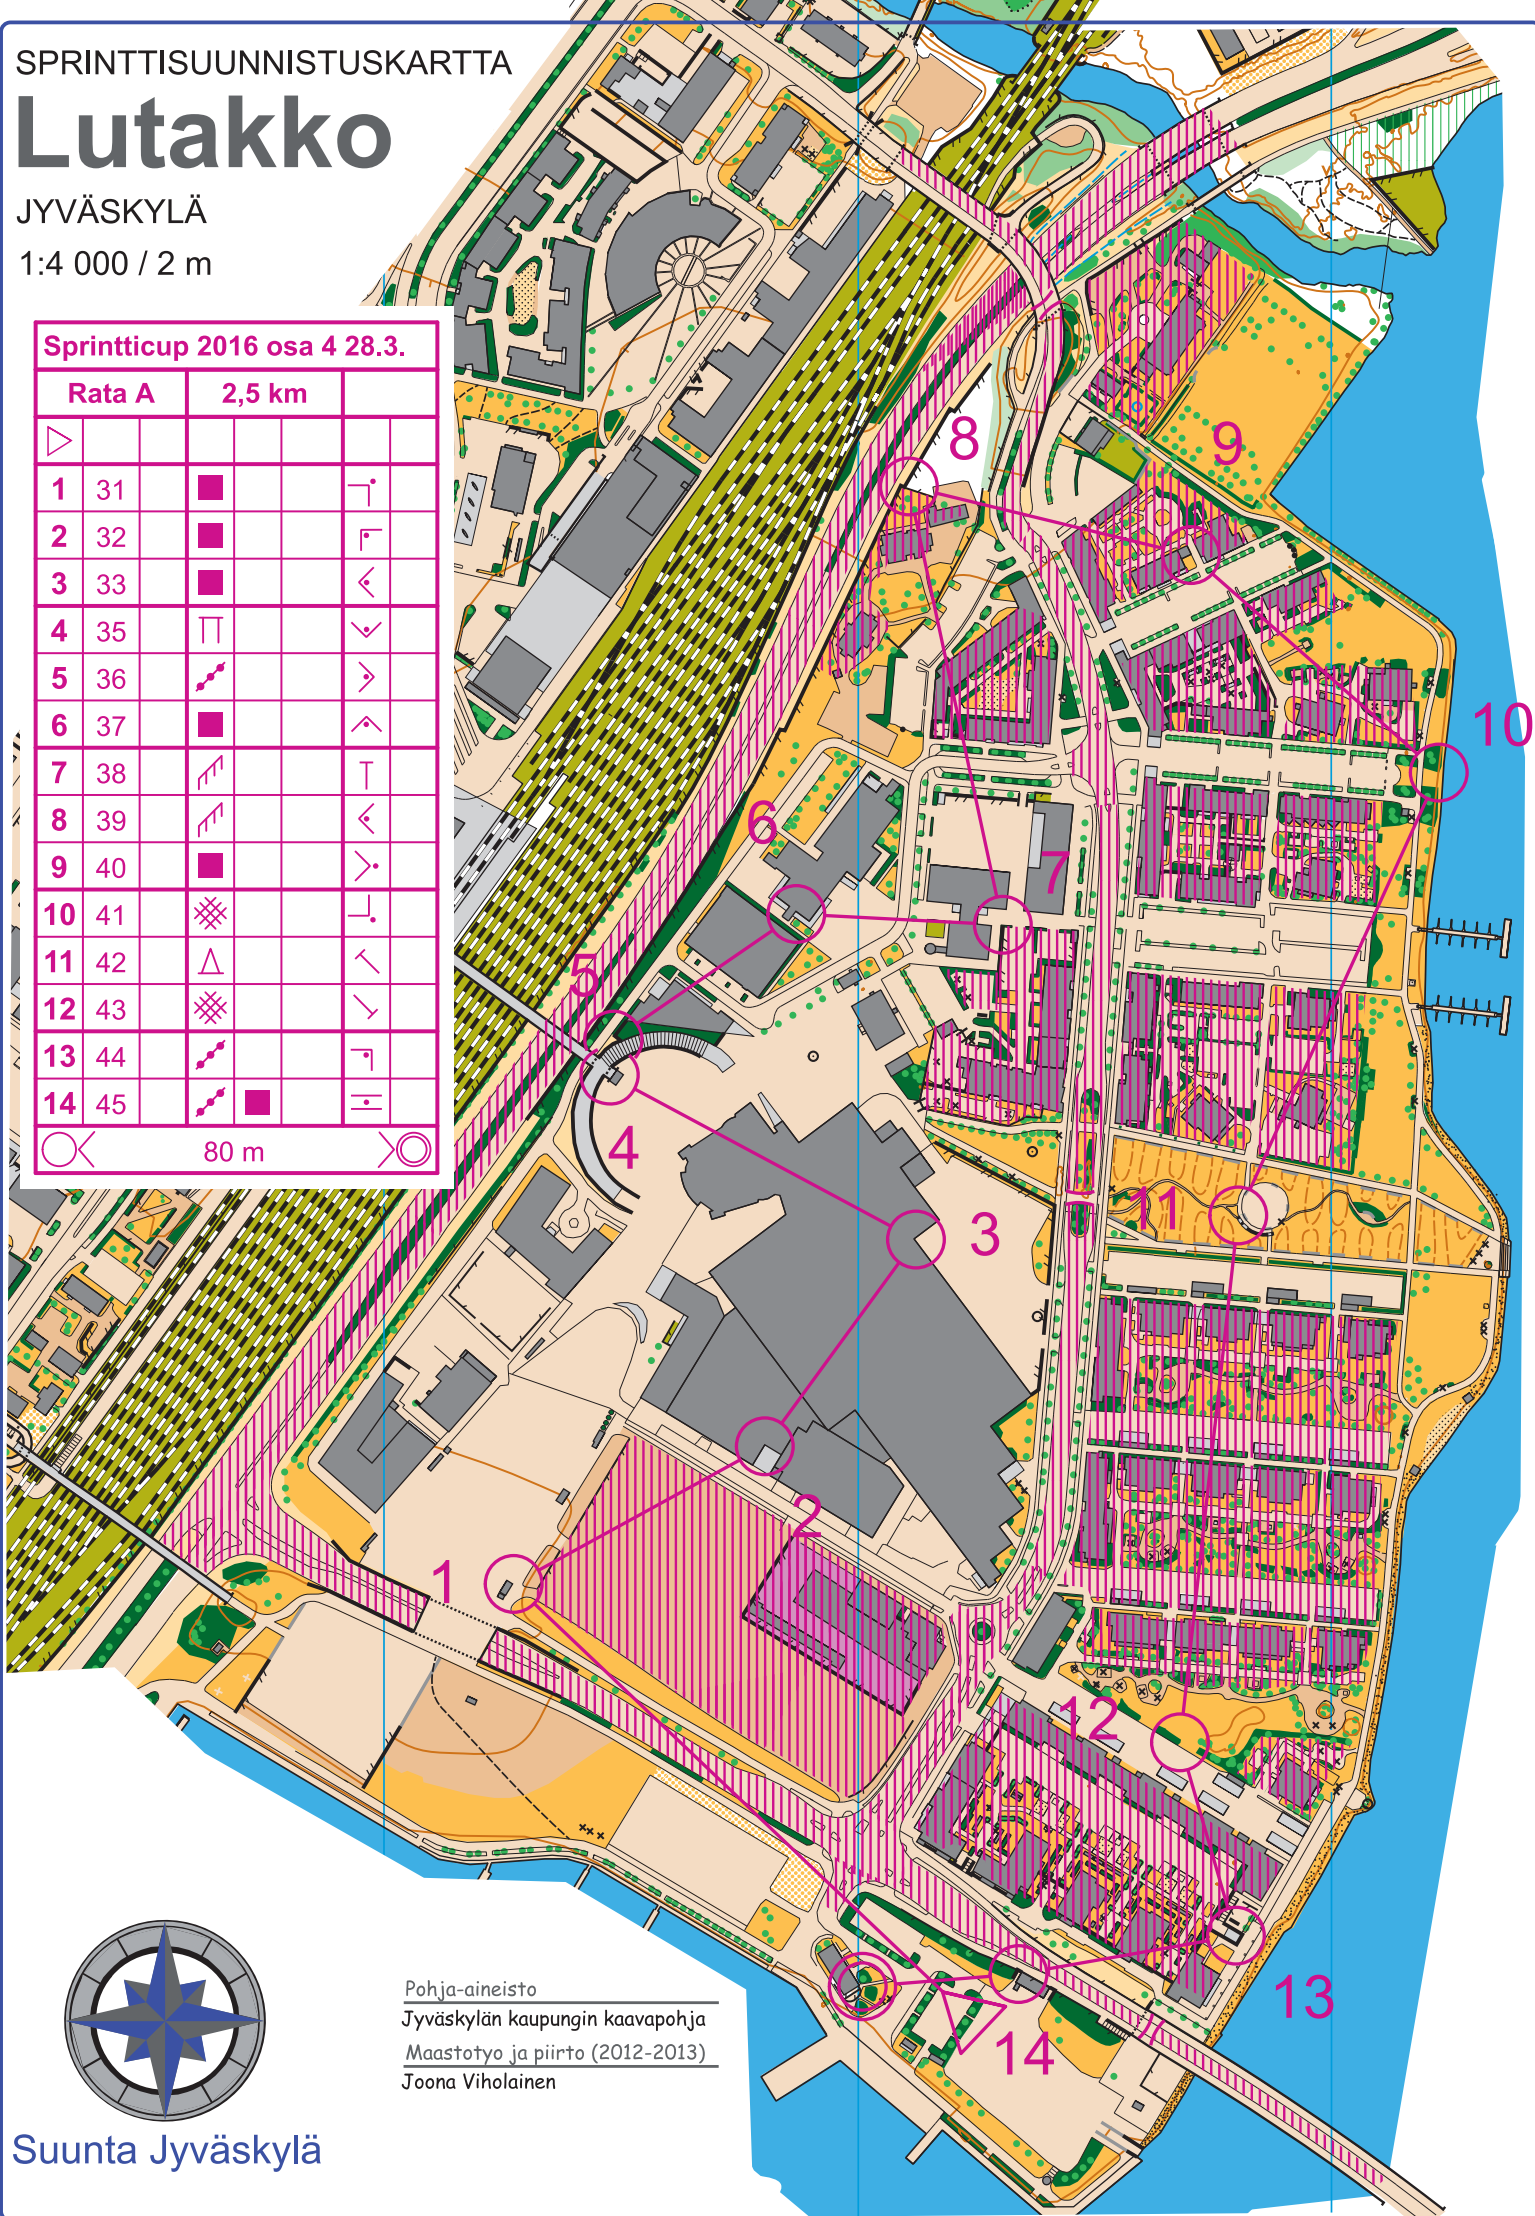 SPRINTTISUUNNISTUSKARTTA
Lutakko
JYVÄSKYLÄ
1:4 000 / 2 m
Sprintticup 2016 osa 4 28.3.
Rata A 2,5 km
1 31
2 32
3 33
4 35
5 36
6 37
7 38
8 39
9 40
10 41
11 42
12 43
13 44
14 45
80 m
8
9
10
6
7
5
4
11
3
2
1
12
13
14
Pohja-aineisto
Jyväskylän kaupungin kaavapohja
Maastotyo ja piirto (2012-2013)
Joona Viholainen
Suunta Jyväskylä